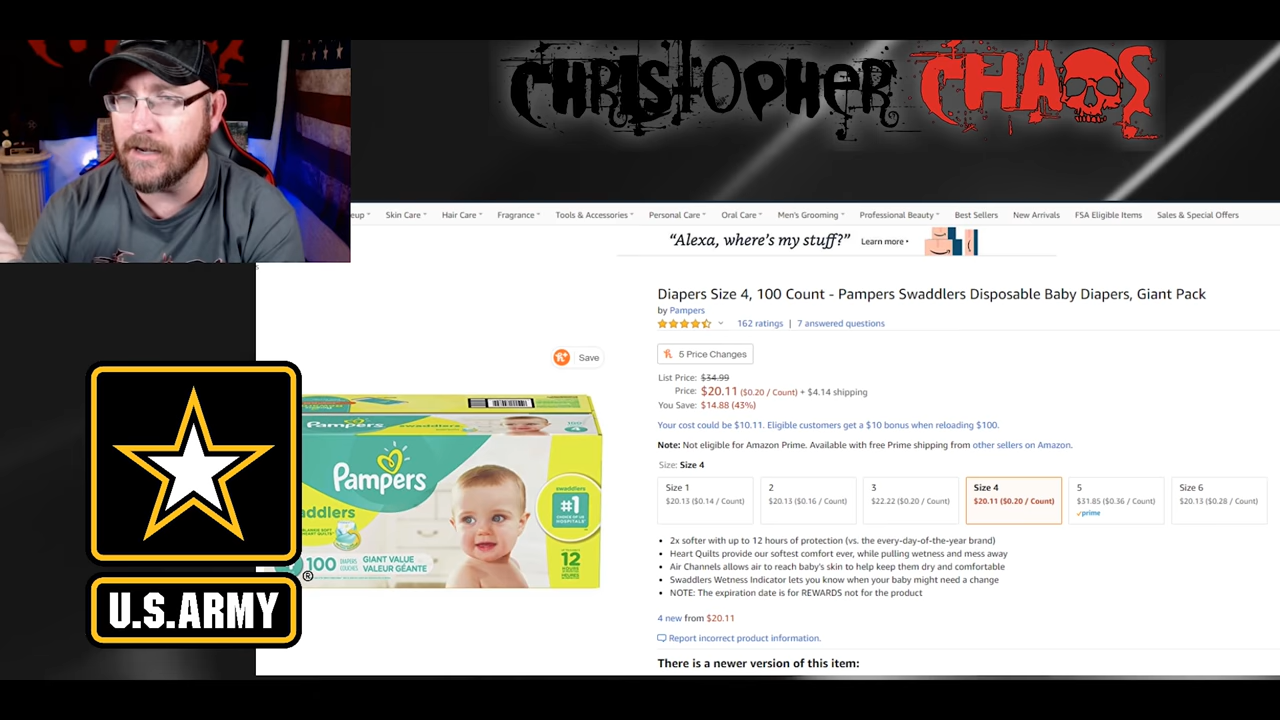 CHRISTOPHER CHAOS
Skin Care Hair Care Fragrance Tools & Accessories Personal Care Oral Care Men's Grooming Professional Beauty Best Sellers New Arrivals FSA Eligible Items Sales & Special Offers
“Alexa, where’s my stuff?” Learn more
Diapers Size 4, 100 Count - Pampers Swaddlers Disposable Baby Diapers, Giant Pack
by Pampers
162 ratings | 7 answered questions
Save
5 Price Changes
List Price: $34.99
Price: $20.11 ($0.20 / Count) + $4.14 shipping
You Save: $14.88 (43%)
Your cost could be $10.11. Eligible customers get a $10 bonus when reloading $100.
Note: Not eligible for Amazon Prime. Available with free Prime shipping from other sellers on Amazon.
Size: Size 4
Size 1 2 3 Size 4 5 Size 6
$20.13 ($0.14 / Count) $20.13 ($0.16 / Count) $22.22 ($0.20 / Count) $20.11 ($0.20 / Count) $31.85 ($0.36 / Count) $20.13 ($0.28 / Count)
prime
2x softer with up to 12 hours of protection (vs. the every-day-of-the-year brand)
Heart Quilts provide our softest comfort ever, while pulling wetness and mess away
Air Channels allows air to reach baby's skin to help keep them dry and comfortable
Swaddlers Wetness Indicator lets you know when your baby might need a change
NOTE: The expiration date is for REWARDS not for the product
4 new from $20.11
Report incorrect product information.
There is a newer version of this item:
Pampers swaddlers
Pampers
swaddlers
#1
100 GIANT VALUE
VALEUR GÉANTE
12
®
U.S.ARMY